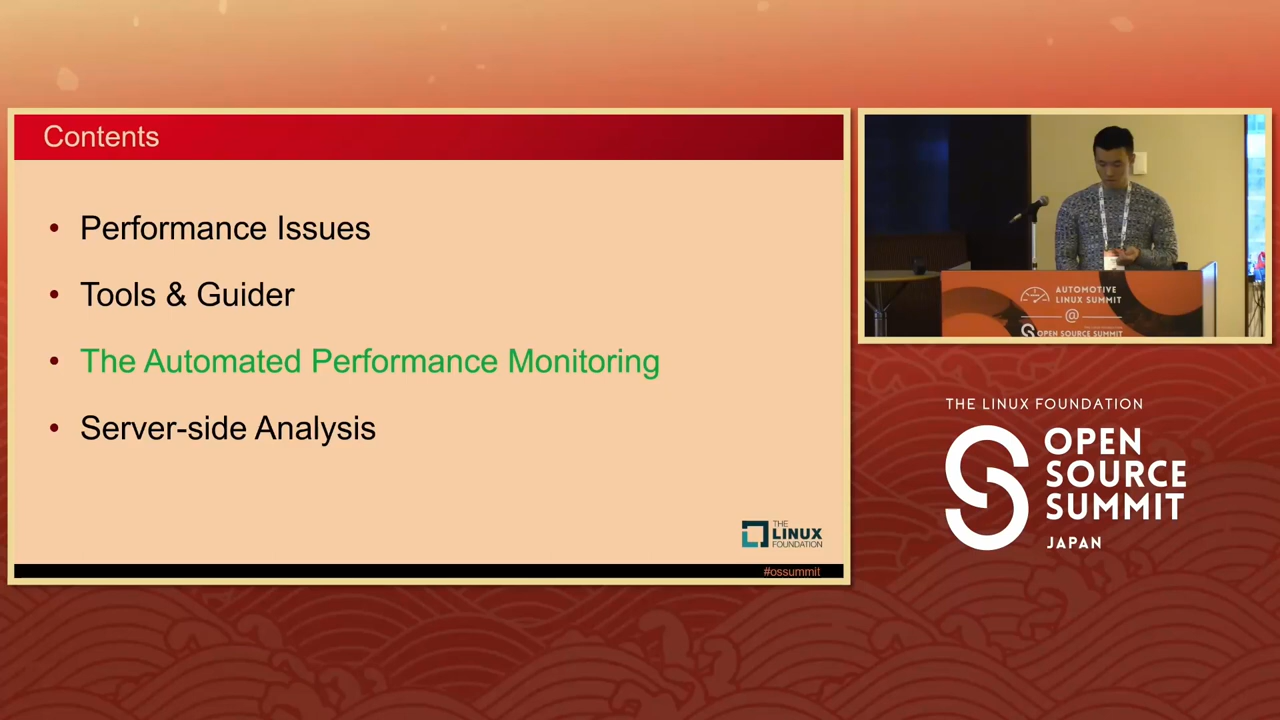 Contents
• Performance Issues
• Tools & Guider
• The Automated Performance Monitoring
• Server-side Analysis
THE
LINUX
FOUNDATION
#ossummit
AUTOMOTIVE
LINUX SUMMIT
@
OPEN SOURCE SUMMIT
THE LINUX FOUNDATION
OPEN
SOURCE
SUMMIT
JAPAN